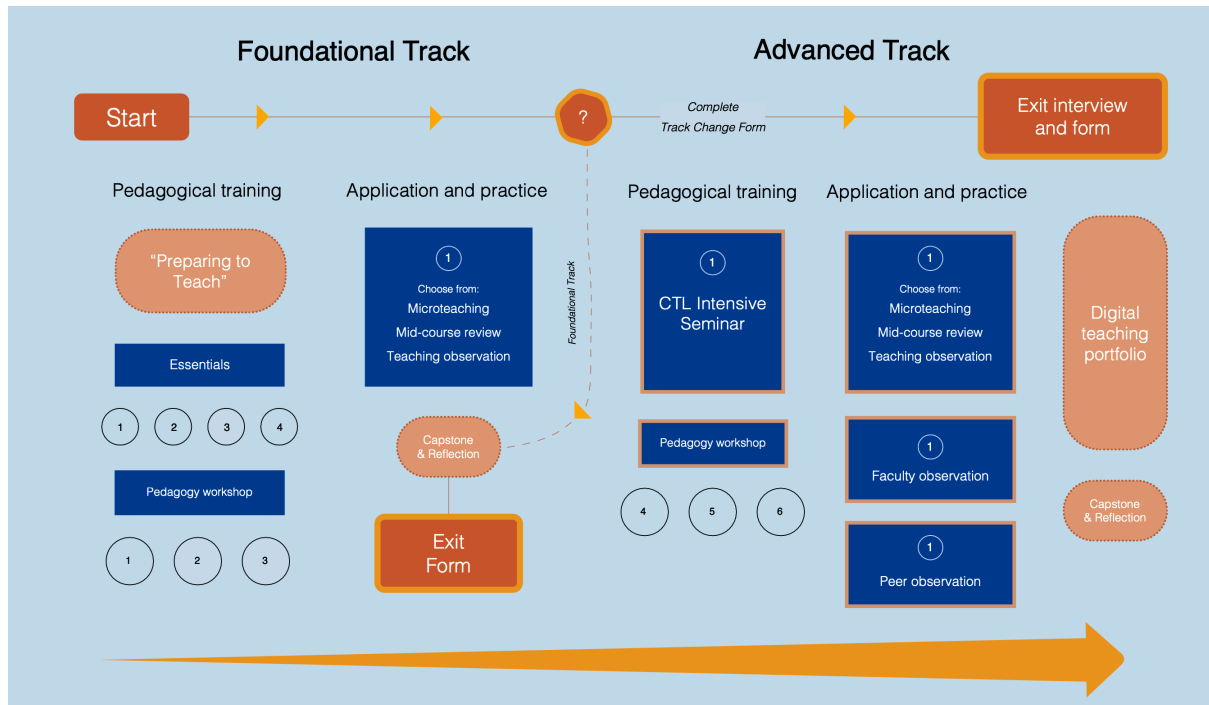 Foundational Track
Advanced Track
Start
?
Complete
Track Change Form
Exit interview
and form
Pedagogical training
“Preparing to
Teach”
Essentials
1
2
3
4
Pedagogy workshop
1
2
3
Application and practice
1
Choose from:
Microteaching
Mid-course review
Teaching observation
Foundational Track
Capstone
& Reflection
Exit
Form
Pedagogical training
1
CTL Intensive
Seminar
Pedagogy workshop
4
5
6
Application and practice
1
Choose from:
Microteaching
Mid-course review
Teaching observation
1
Faculty observation
1
Peer observation
Digital
teaching
portfolio
Capstone
& Reflection